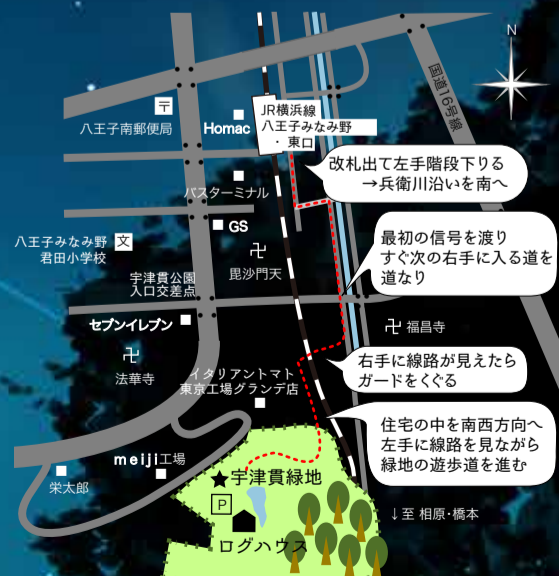 N
国道16号線
〒
八王子南郵便局
Homac
JR横浜線
八王子みなみ野
・東口
改札出て左手階段下りる
→兵衛川沿いを南へ
バスターミナル
GS
八王子みなみ野
君田小学校
文
卍
毘沙門天
最初の信号を渡り
すぐ次の右手に入る道を
道なり
宇津貫公園
入口交差点
セブンイレブン
卍 福昌寺
卍
法華寺
右手に線路が見えたら
ガードをくぐる
イタリアントマト
東京工場グランデ店
住宅の中を南西方向へ
左手に線路を見ながら
緑地の遊歩道を進む
meiji工場
栄太郎
★宇津貫緑地
P
ログハウス
↓至 相原・橋本